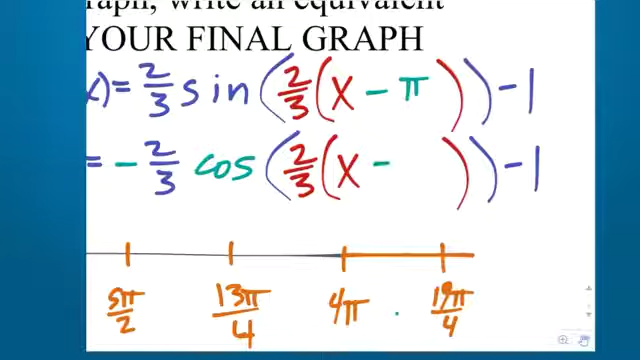 raph, write an equivalent
YOUR FINAL GRAPH
x) = 2/3 sin(2/3(x - π)) - 1
= - 2/3 cos(2/3(x - )) - 1
5π/2 13π/4 4π 19π/4